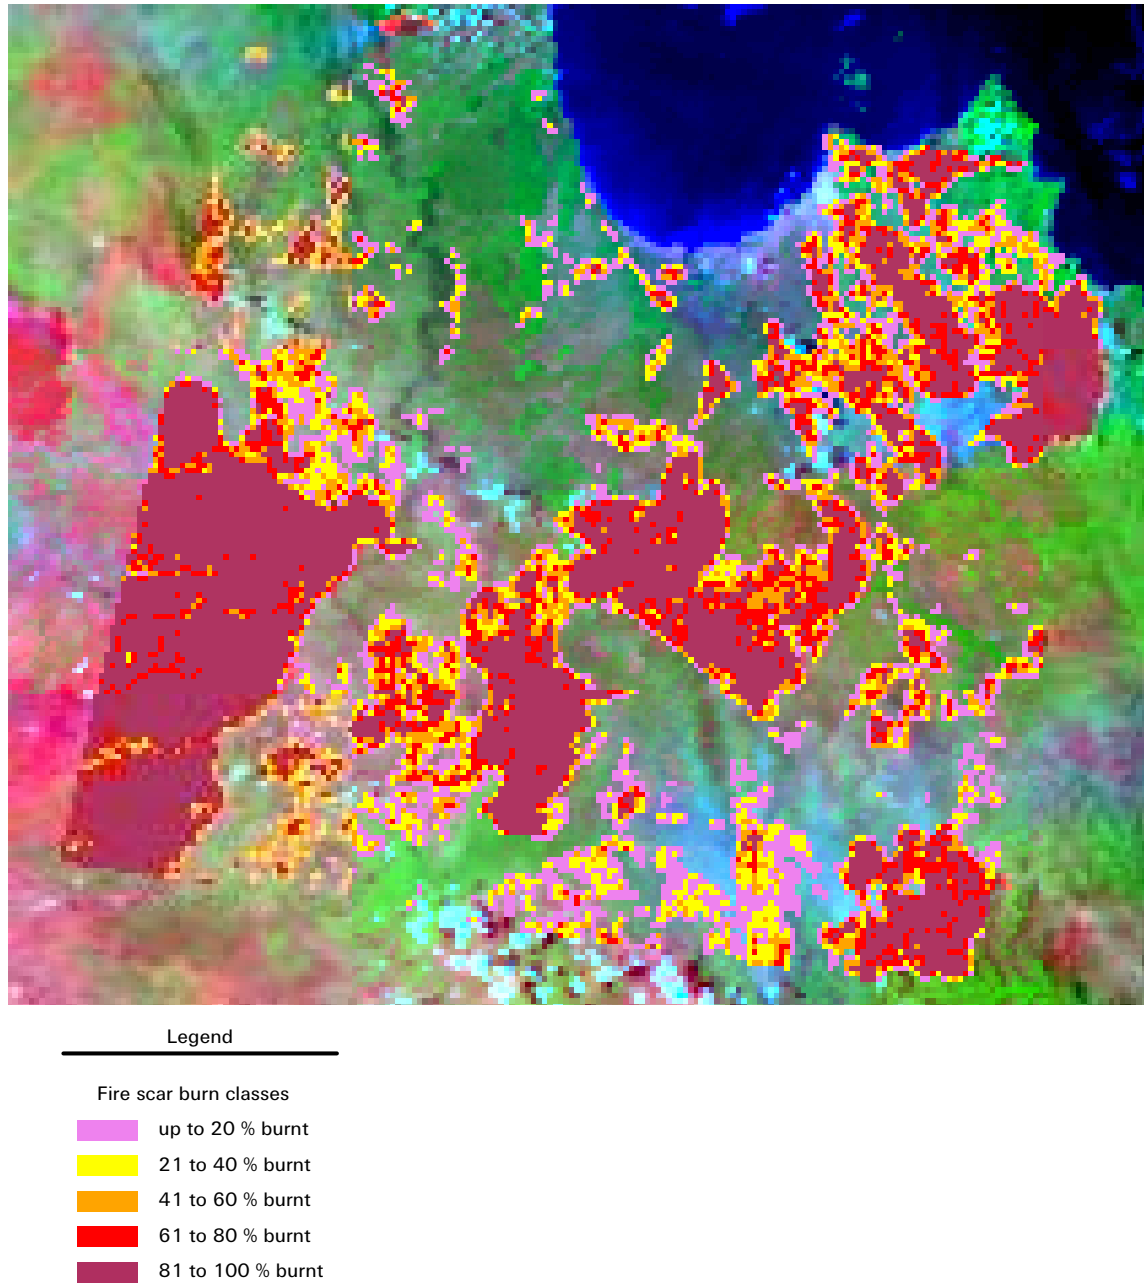 Legend
Fire scar burn classes
up to 20 % burnt
21 to 40 % burnt
41 to 60 % burnt
61 to 80 % burnt
81 to 100 % burnt